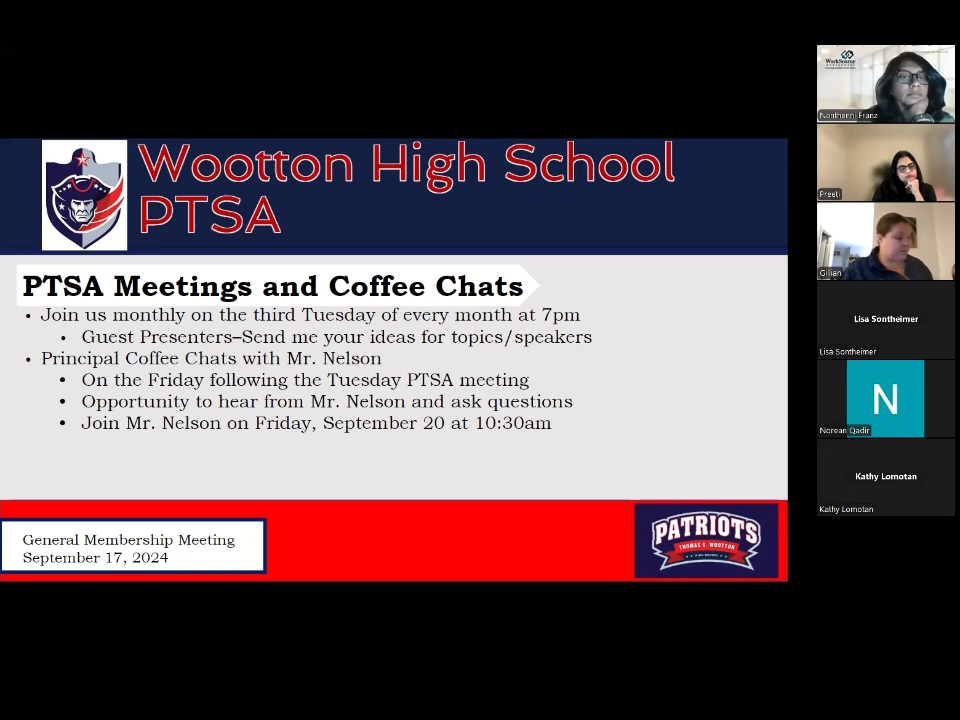 Wootton High School
PTSA
PTSA Meetings and Coffee Chats
• Join us monthly on the third Tuesday of every month at 7pm
• Guest Presenters–Send me your ideas for topics/speakers
• Principal Coffee Chats with Mr. Nelson
• On the Friday following the Tuesday PTSA meeting
• Opportunity to hear from Mr. Nelson and ask questions
• Join Mr. Nelson on Friday, September 20 at 10:30am
General Membership Meeting
September 17, 2024
PATRIOTS
THOMAS S. WOOTTON
WorkSource
Nanthonni Franz
Preeti
Gillian
Lisa Sontheimer
Lisa Sontheimer
N
Norean Qadir
Kathy Lomotan
Kathy Lomotan